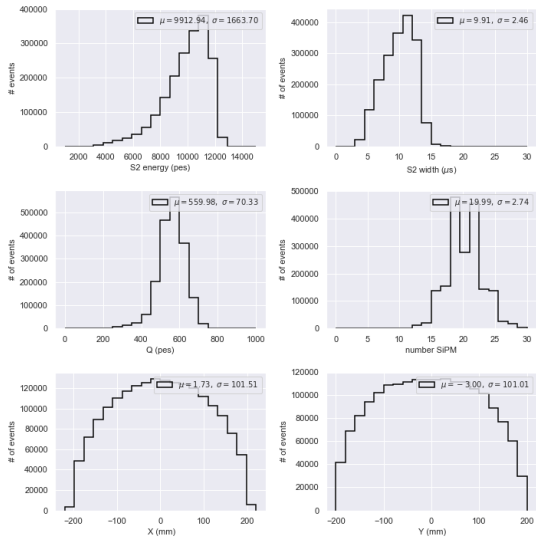 400000
300000
200000
100000
0
# of events
μ = 9912.94, σ = 1663.70
2000 4000 6000 8000 10000 12000 14000
S2 energy (pes)
400000
300000
200000
100000
0
# of events
μ = 9.91, σ = 2.46
0 5 10 15 20 25 30
S2 width (μs)
500000
400000
300000
200000
100000
0
# of events
μ = 559.98, σ = 70.33
0 200 400 600 800 1000
Q (pes)
500000
400000
300000
200000
100000
0
# of events
μ = 19.99, σ = 2.74
0 5 10 15 20 25 30
number SiPM
120000
100000
80000
60000
40000
20000
0
# of events
μ = 1.73, σ = 101.51
−200 −100 0 100 200
X (mm)
120000
100000
80000
60000
40000
20000
0
# of events
μ = −3.00, σ = 101.01
−200 −100 0 100 200
Y (mm)